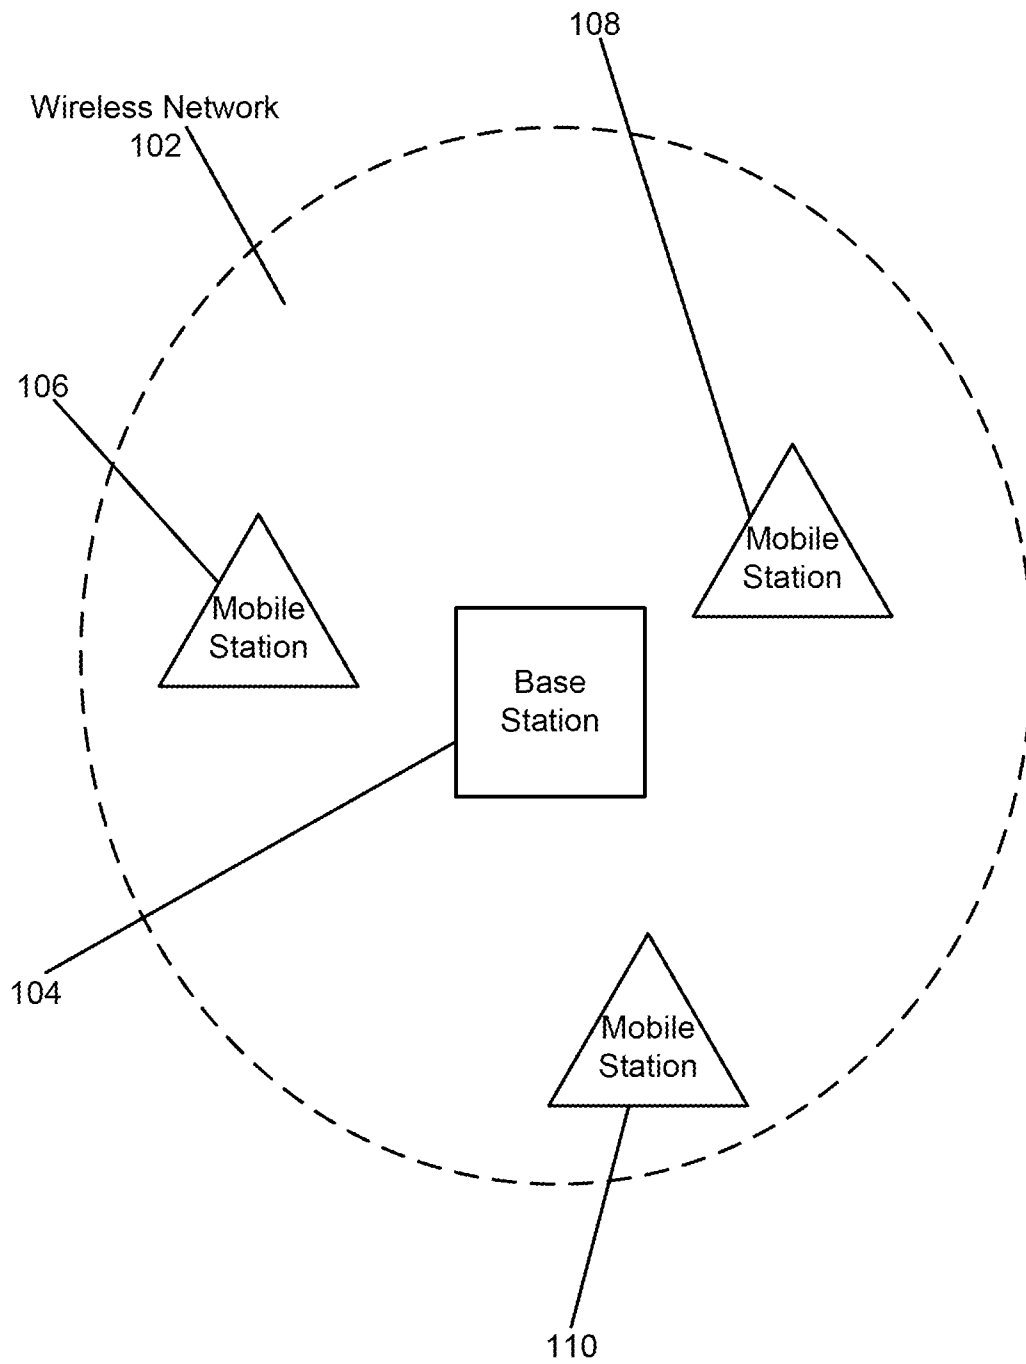 108
Wireless Network
102
106
Mobile
Station
Mobile
Station
Base
Station
104
Mobile
Station
110